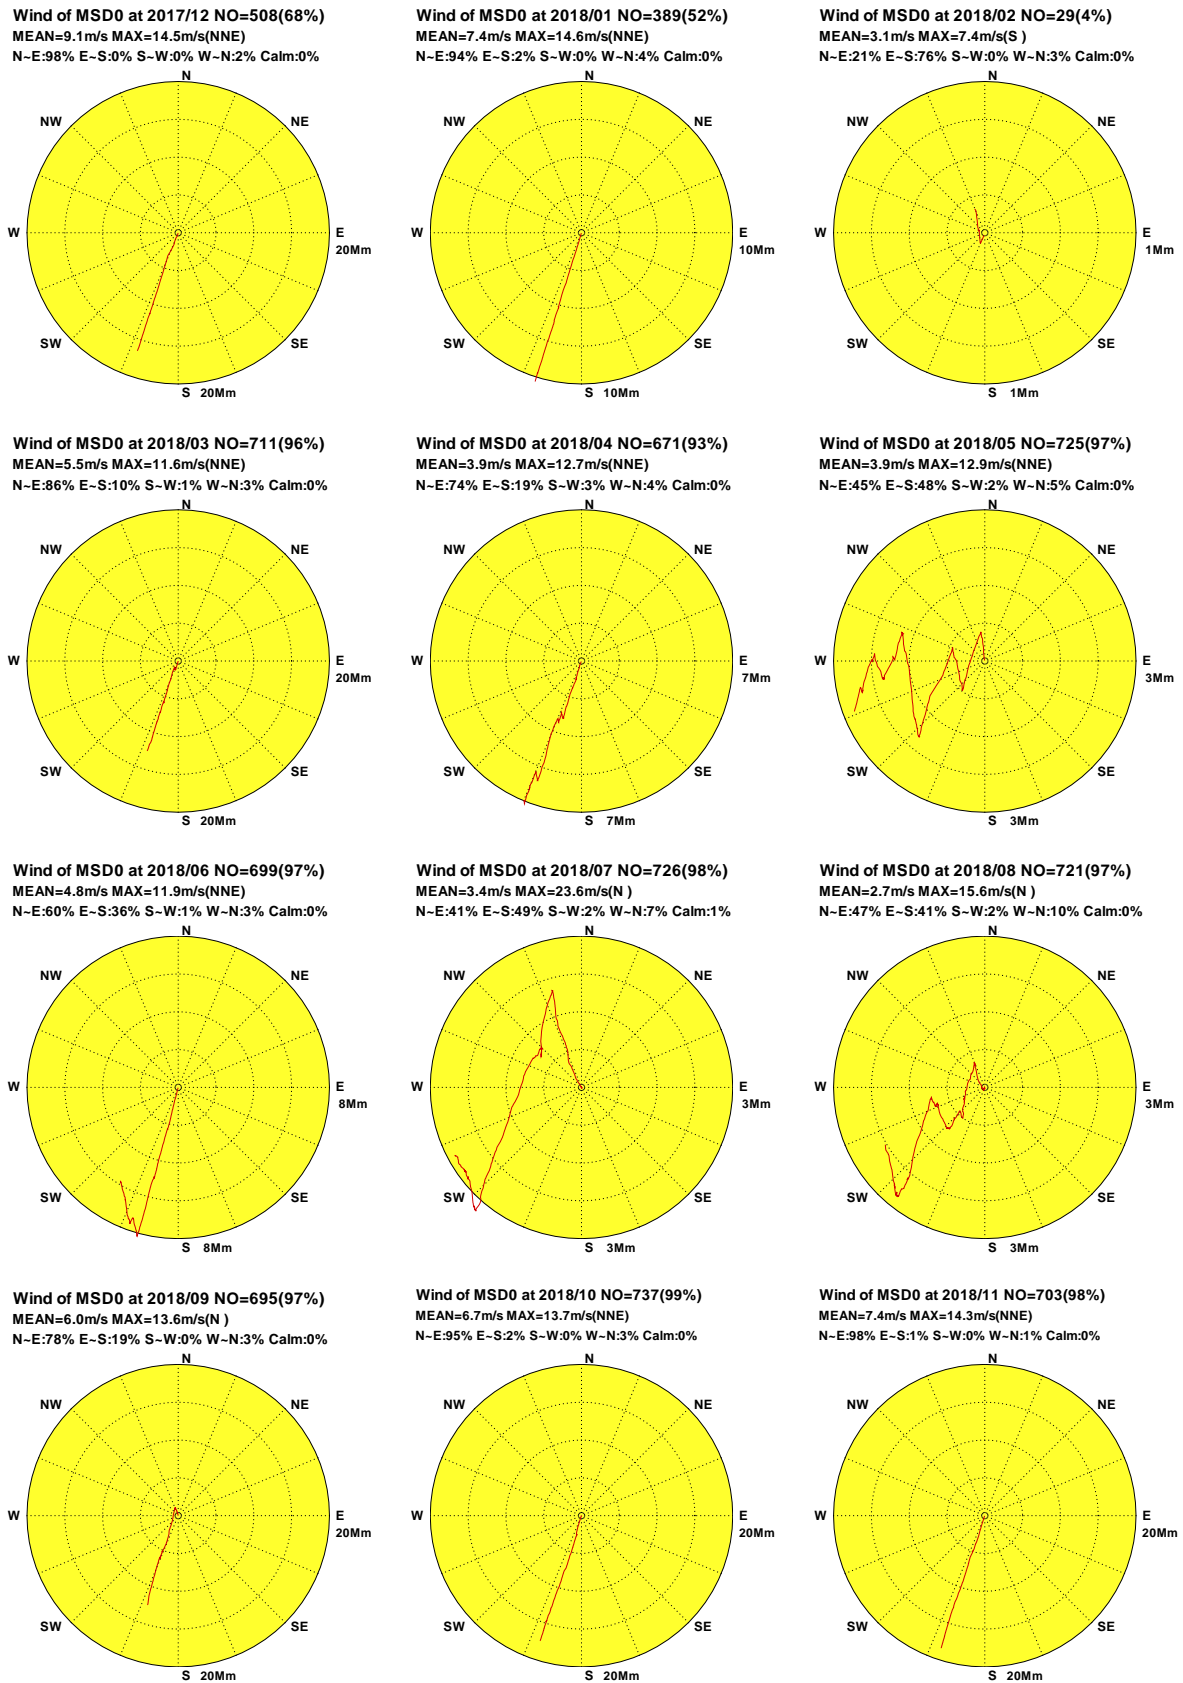 Wind of MSD0 at 2017/12 NO=508(68%)
MEAN=9.1m/s MAX=14.5m/s(NNE)
N~E:98% E~S:0% S~W:0% W~N:2% Calm:0%
N
NW
NE
W
E
20Mm
SW
SE
S 20Mm
Wind of MSD0 at 2018/01 NO=389(52%)
MEAN=7.4m/s MAX=14.6m/s(NNE)
N~E:94% E~S:2% S~W:0% W~N:4% Calm:0%
N
NW
NE
W
E
10Mm
SW
SE
S 10Mm
Wind of MSD0 at 2018/02 NO=29(4%)
MEAN=3.1m/s MAX=7.4m/s(S )
N~E:21% E~S:76% S~W:0% W~N:3% Calm:0%
N
NW
NE
W
E
1Mm
SW
SE
S 1Mm
Wind of MSD0 at 2018/03 NO=711(96%)
MEAN=5.5m/s MAX=11.6m/s(NNE)
N~E:86% E~S:10% S~W:1% W~N:3% Calm:0%
N
NW
NE
W
E
20Mm
SW
SE
S 20Mm
Wind of MSD0 at 2018/04 NO=671(93%)
MEAN=3.9m/s MAX=12.7m/s(NNE)
N~E:74% E~S:19% S~W:3% W~N:4% Calm:0%
N
NW
NE
W
E
7Mm
SW
SE
S 7Mm
Wind of MSD0 at 2018/05 NO=725(97%)
MEAN=3.9m/s MAX=12.9m/s(NNE)
N~E:45% E~S:48% S~W:2% W~N:5% Calm:0%
N
NW
NE
W
E
3Mm
SW
SE
S 3Mm
Wind of MSD0 at 2018/06 NO=699(97%)
MEAN=4.8m/s MAX=11.9m/s(NNE)
N~E:60% E~S:36% S~W:1% W~N:3% Calm:0%
N
NW
NE
W
E
8Mm
SW
SE
S 8Mm
Wind of MSD0 at 2018/07 NO=726(98%)
MEAN=3.4m/s MAX=23.6m/s(N )
N~E:41% E~S:49% S~W:2% W~N:7% Calm:1%
N
NW
NE
W
E
3Mm
SW
SE
S 3Mm
Wind of MSD0 at 2018/08 NO=721(97%)
MEAN=2.7m/s MAX=15.6m/s(N )
N~E:47% E~S:41% S~W:2% W~N:10% Calm:0%
N
NW
NE
W
E
3Mm
SW
SE
S 3Mm
Wind of MSD0 at 2018/09 NO=695(97%)
MEAN=6.0m/s MAX=13.6m/s(N )
N~E:78% E~S:19% S~W:0% W~N:3% Calm:0%
N
NW
NE
W
E
20Mm
SW
SE
S 20Mm
Wind of MSD0 at 2018/10 NO=737(99%)
MEAN=6.7m/s MAX=13.7m/s(NNE)
N~E:95% E~S:2% S~W:0% W~N:3% Calm:0%
N
NW
NE
W
E
20Mm
SW
SE
S 20Mm
Wind of MSD0 at 2018/11 NO=703(98%)
MEAN=7.4m/s MAX=14.3m/s(NNE)
N~E:98% E~S:1% S~W:0% W~N:1% Calm:0%
N
NW
NE
W
E
20Mm
SW
SE
S 20Mm